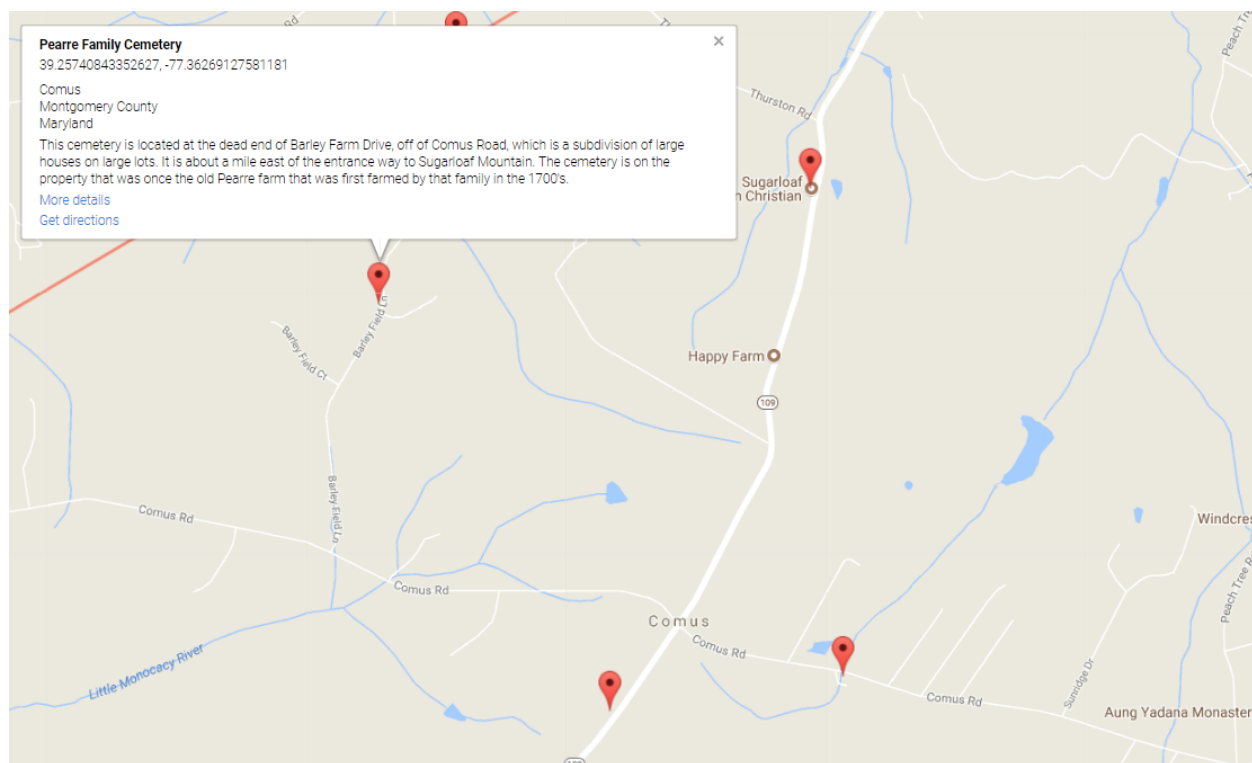 Rd
Th
Peach Tr
Pearre Family Cemetery
×
39.25740843352627, -77.36269127581181
Comus
Montgomery County
Maryland
This cemetery is located at the dead end of Barley Farm Drive, off of Comus Road, which is a subdivision of large
houses on large lots. It is about a mile east of the entrance way to Sugarloaf Mountain. The cemetery is on the
property that was once the old Pearre farm that was first farmed by that family in the 1700's.
More details
Get directions
Thurston Rd
Sugarloaf
n Christian
Barley Field Ln
Barley Field Ct
Happy Farm
109
Barley Field Ln
Comus Rd
Windcres
Comus Rd
Peach Tree R
Comus
Comus Rd
Little Monocacy River
Sunridge Dr
Comus Rd
Aung Yadana Monaster